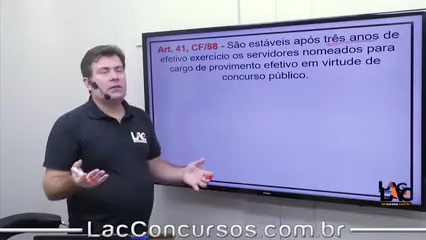 Art. 41, CF/88 - São estáveis após três anos de
efetivo exercício os servidores nomeados para
cargo de provimento efetivo em virtude de
concurso público.
LAC
LAC
LacConcursos.com.br